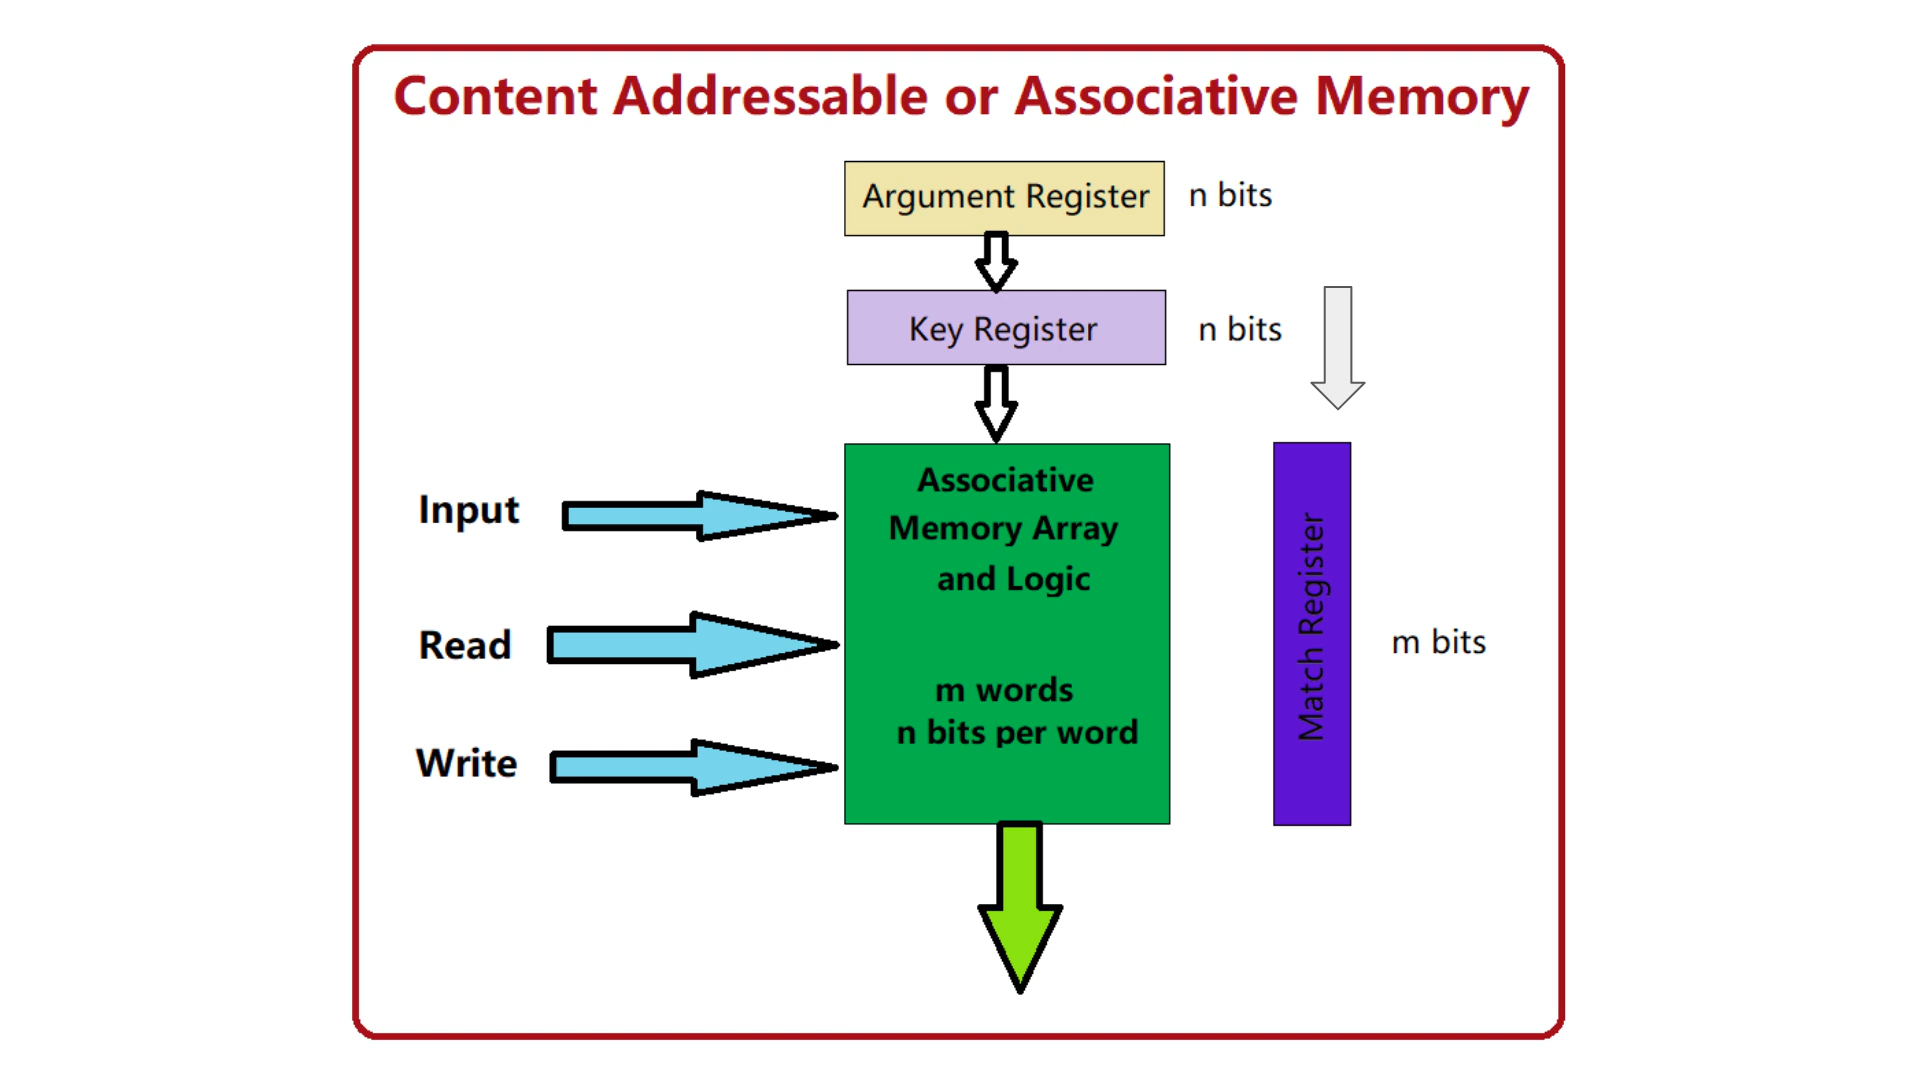 Content Addressable or Associative Memory
Argument Register
n bits
Key Register
n bits
Input
Read
Write
Associative
Memory Array
and Logic
m words
n bits per word
Match Register
m bits